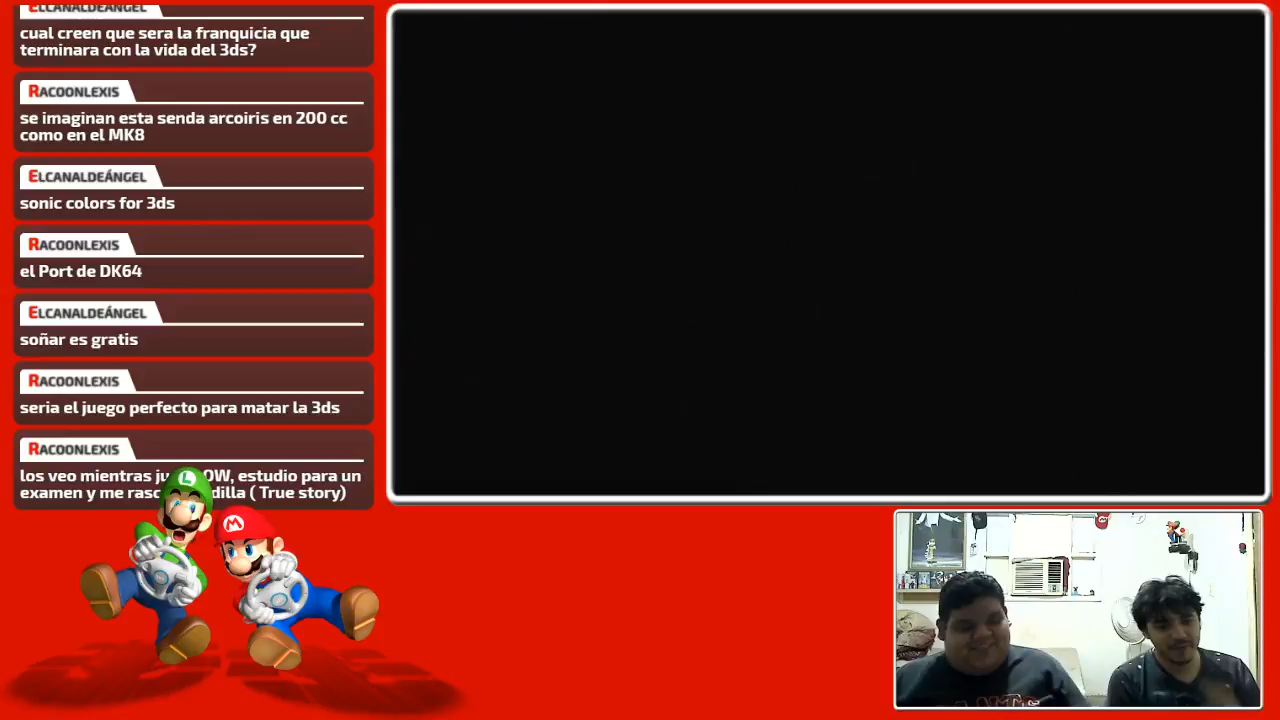 ELCANALDEÁNGEL
cual creen que sera la franquicia que
terminara con la vida del 3ds?
RACOONLEXIS
se imaginan esta senda arcoiris en 200 cc
como en el MK8
ELCANALDEÁNGEL
sonic colors for 3ds
RACOONLEXIS
el Port de DK64
ELCANALDEÁNGEL
soñar es gratis
RACOONLEXIS
seria el juego perfecto para matar la 3ds
RACOONLEXIS
los veo mientras OW, estudio para un
examen y me ( True story)
L
M